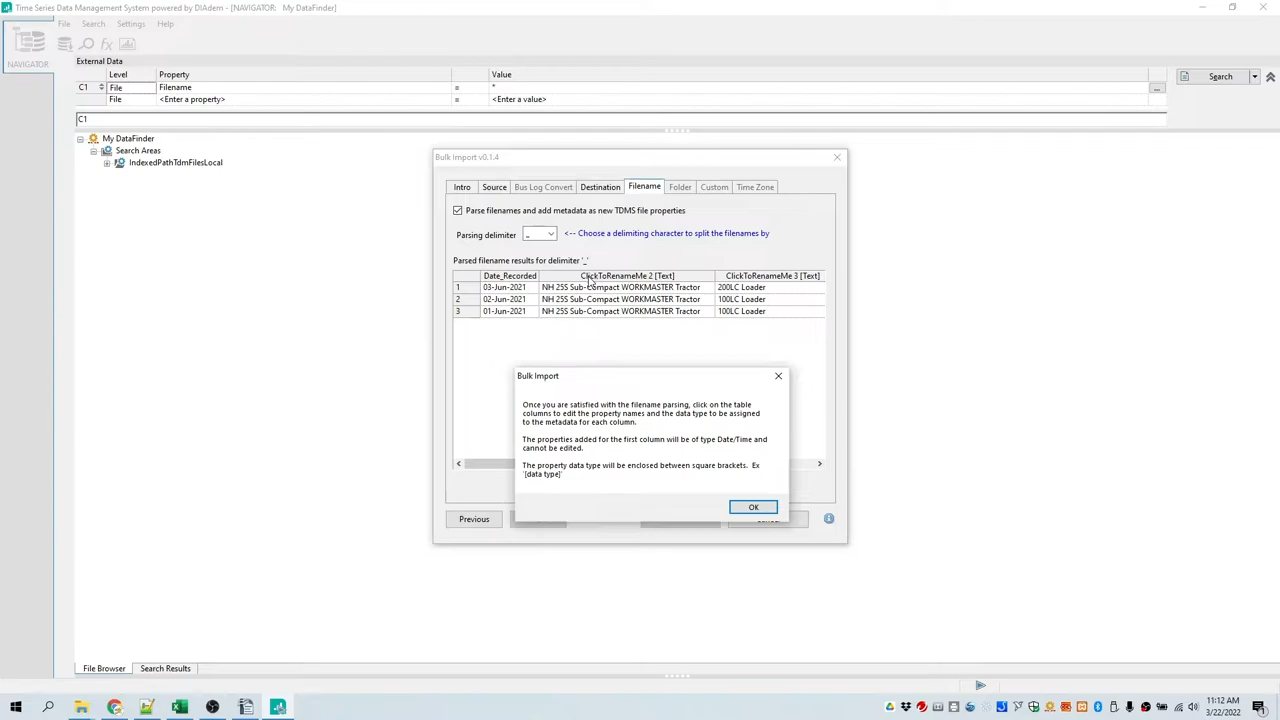 Time Series Data Management System powered by DIAdem - [NAVIGATOR:   My DataFinder]
File   Search   Settings   Help
NAVIGATOR
External Data
Level   Property   Value
C1   File   Filename   =   *   ...   Search
File   <Enter a property>   =   <Enter a value>
C1
My DataFinder
Search Areas
IndexedPathTdmFilesLocal
Bulk Import v0.1.4
Intro   Source   Bus Log Convert   Destination   Filename   Folder   Custom   Time Zone
Parse filenames and add metadata as new TDMS file properties
Parsing delimiter   _   <-- Choose a delimiting character to split the filenames by
Parsed filename results for delimiter '_'
Date_Recorded   ClickToRenameMe 2 [Text]   ClickToRenameMe 3 [Text]
1   03-Jun-2021   NH 25S Sub-Compact WORKMASTER Tractor   200LC Loader
2   02-Jun-2021   NH 25S Sub-Compact WORKMASTER Tractor   100LC Loader
3   01-Jun-2021   NH 25S Sub-Compact WORKMASTER Tractor   100LC Loader
Bulk Import
Once you are satisfied with the filename parsing, click on the table
columns to edit the property names and the data type to be assigned
to the metadata for each column.
The properties added for the first column will be of type Date/Time and
cannot be edited.
The property data type will be enclosed between square brackets.  Ex
'[data type]'
OK
Previous
File Browser   Search Results
11:12 AM
3/22/2022